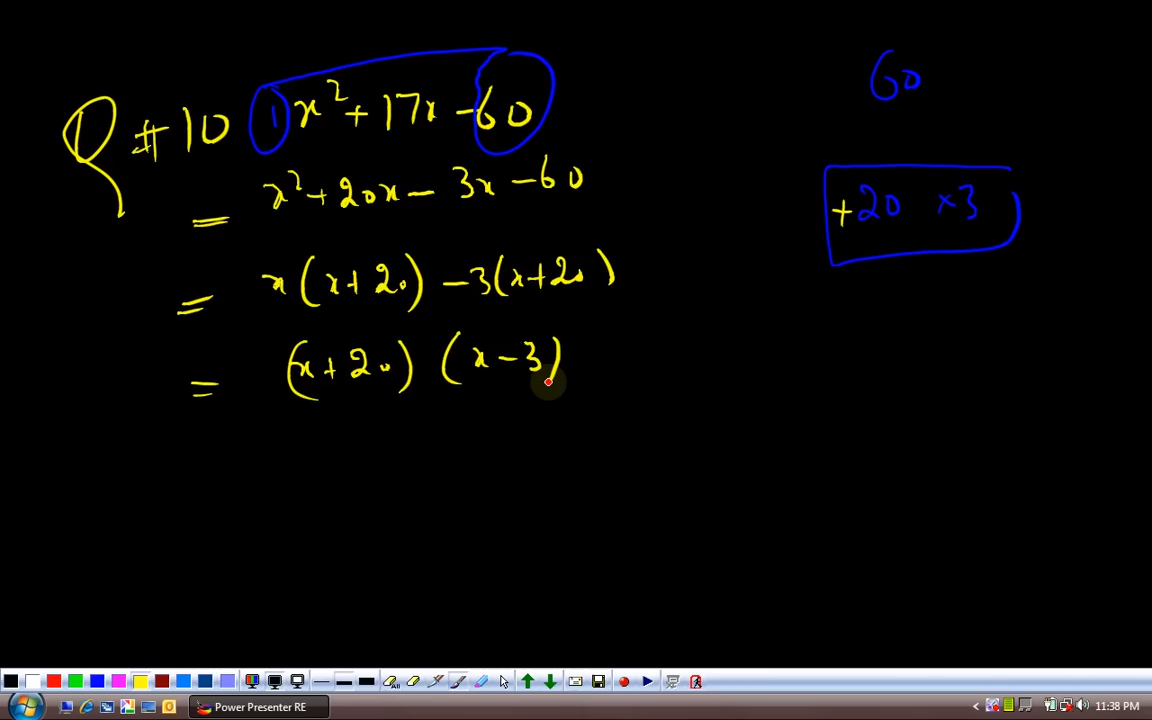 Q #10 1x² + 17x - 60
= x² + 20x - 3x - 60
= x(x + 20) - 3(x + 20)
= (x + 20) (x - 3)
60
+20 × 3
Power Presenter RE
11:38 PM